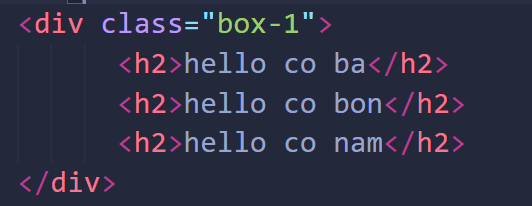 <div class="box-1">
<h2>hello co ba</h2>
<h2>hello co bon</h2>
<h2>hello co nam</h2>
</div>